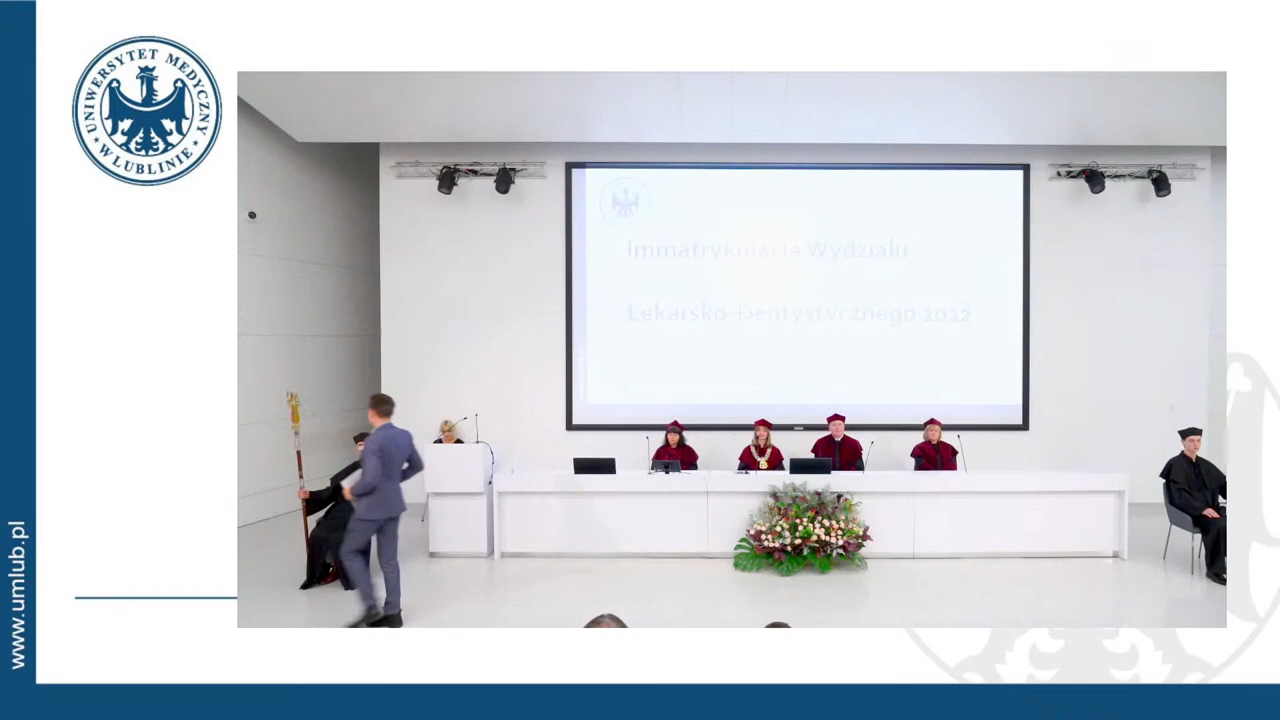 UNIWERSYTET MEDYCZNY
W LUBLINIE
Immatrykulacja Wydziału
Lekarsko-Dentystycznego 2022
www.umlub.pl